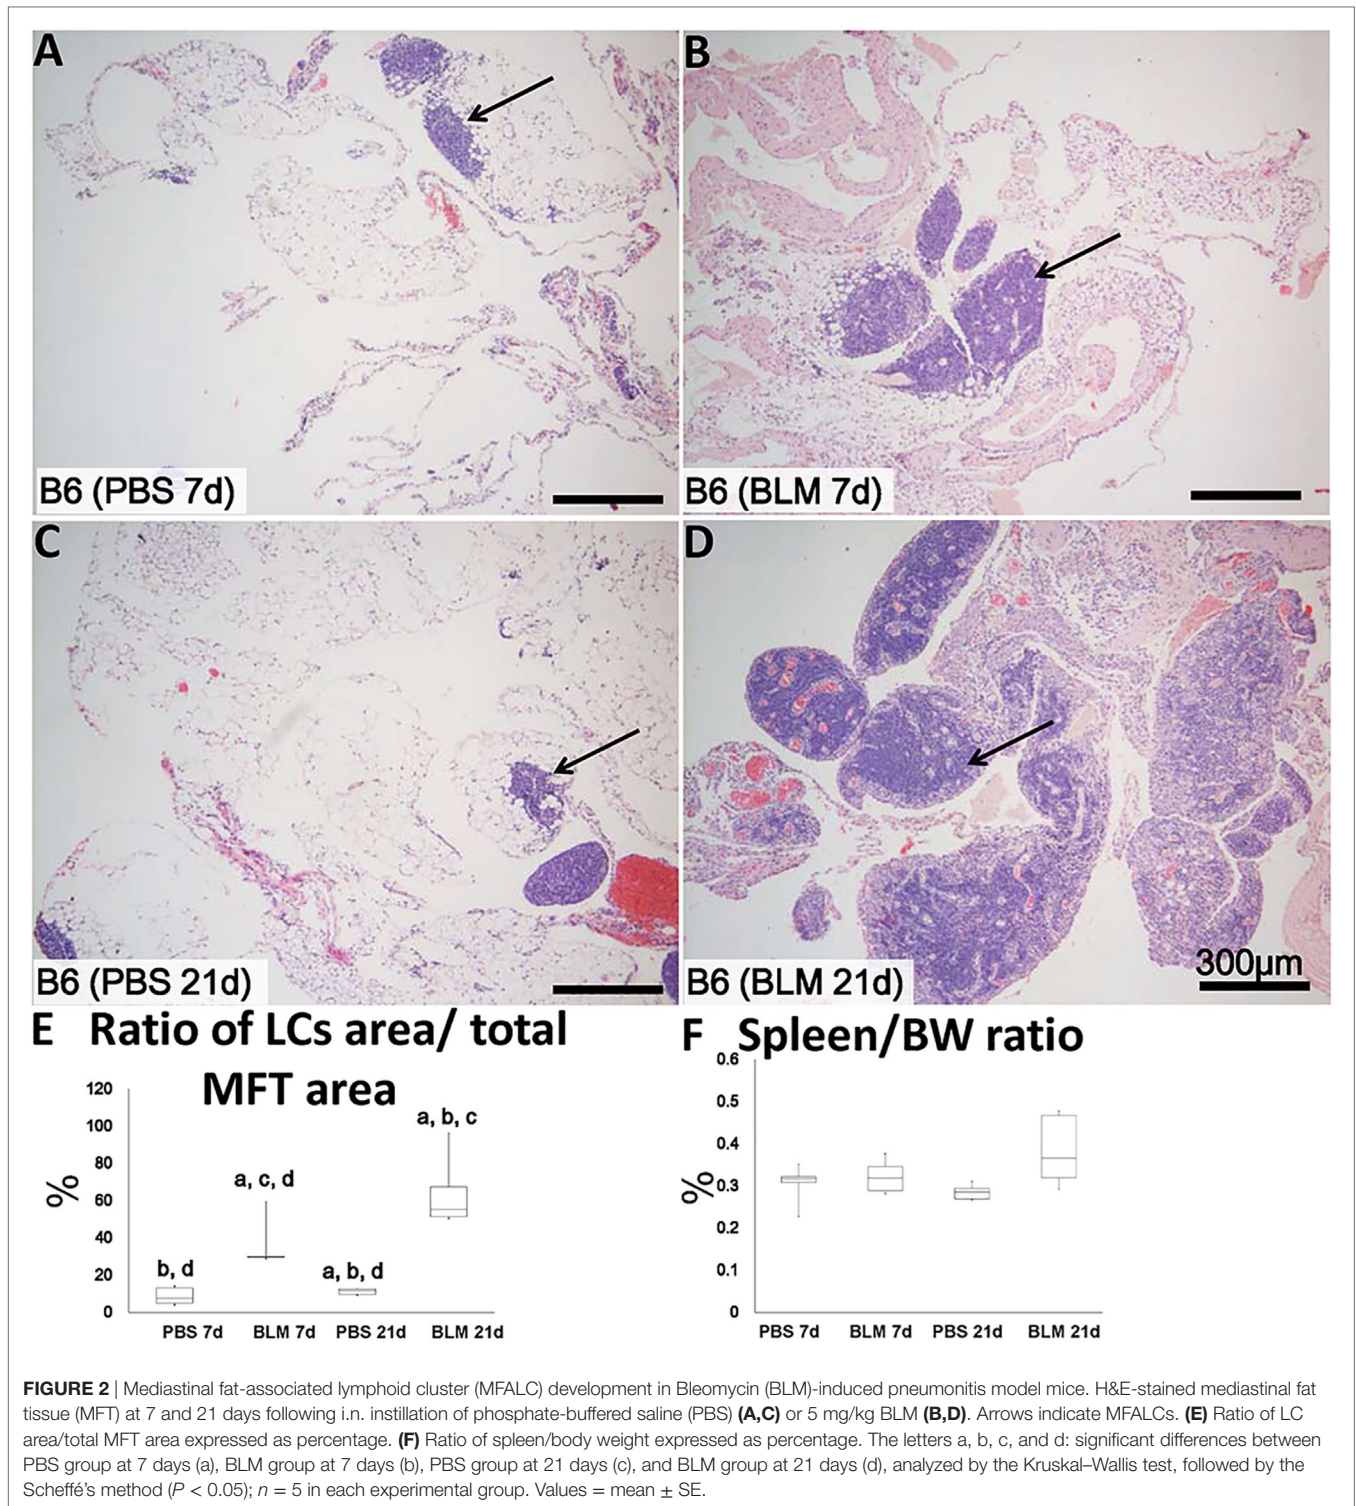 A
B
B6 (PBS 7d)
B6 (BLM 7d)
C
D
B6 (PBS 21d)
B6 (BLM 21d)
300µm
E Ratio of LCs area/ total
MFT area
120
100
80
60
40
20
0
%
b, d
a, c, d
a, b, d
a, b, c
PBS 7d BLM 7d PBS 21d BLM 21d
F Spleen/BW ratio
0.6
0.5
0.4
0.3
0.2
0.1
0
%
PBS 7d BLM 7d PBS 21d BLM 21d
FIGURE 2 | Mediastinal fat-associated lymphoid cluster (MFALC) development in Bleomycin (BLM)-induced pneumonitis model mice. H&E-stained mediastinal fat
tissue (MFT) at 7 and 21 days following i.n. instillation of phosphate-buffered saline (PBS) (A,C) or 5 mg/kg BLM (B,D). Arrows indicate MFALCs. (E) Ratio of LC
area/total MFT area expressed as percentage. (F) Ratio of spleen/body weight expressed as percentage. The letters a, b, c, and d: significant differences between
PBS group at 7 days (a), BLM group at 7 days (b), PBS group at 21 days (c), and BLM group at 21 days (d), analyzed by the Kruskal–Wallis test, followed by the
Scheffé's method (P < 0.05); n = 5 in each experimental group. Values = mean ± SE.